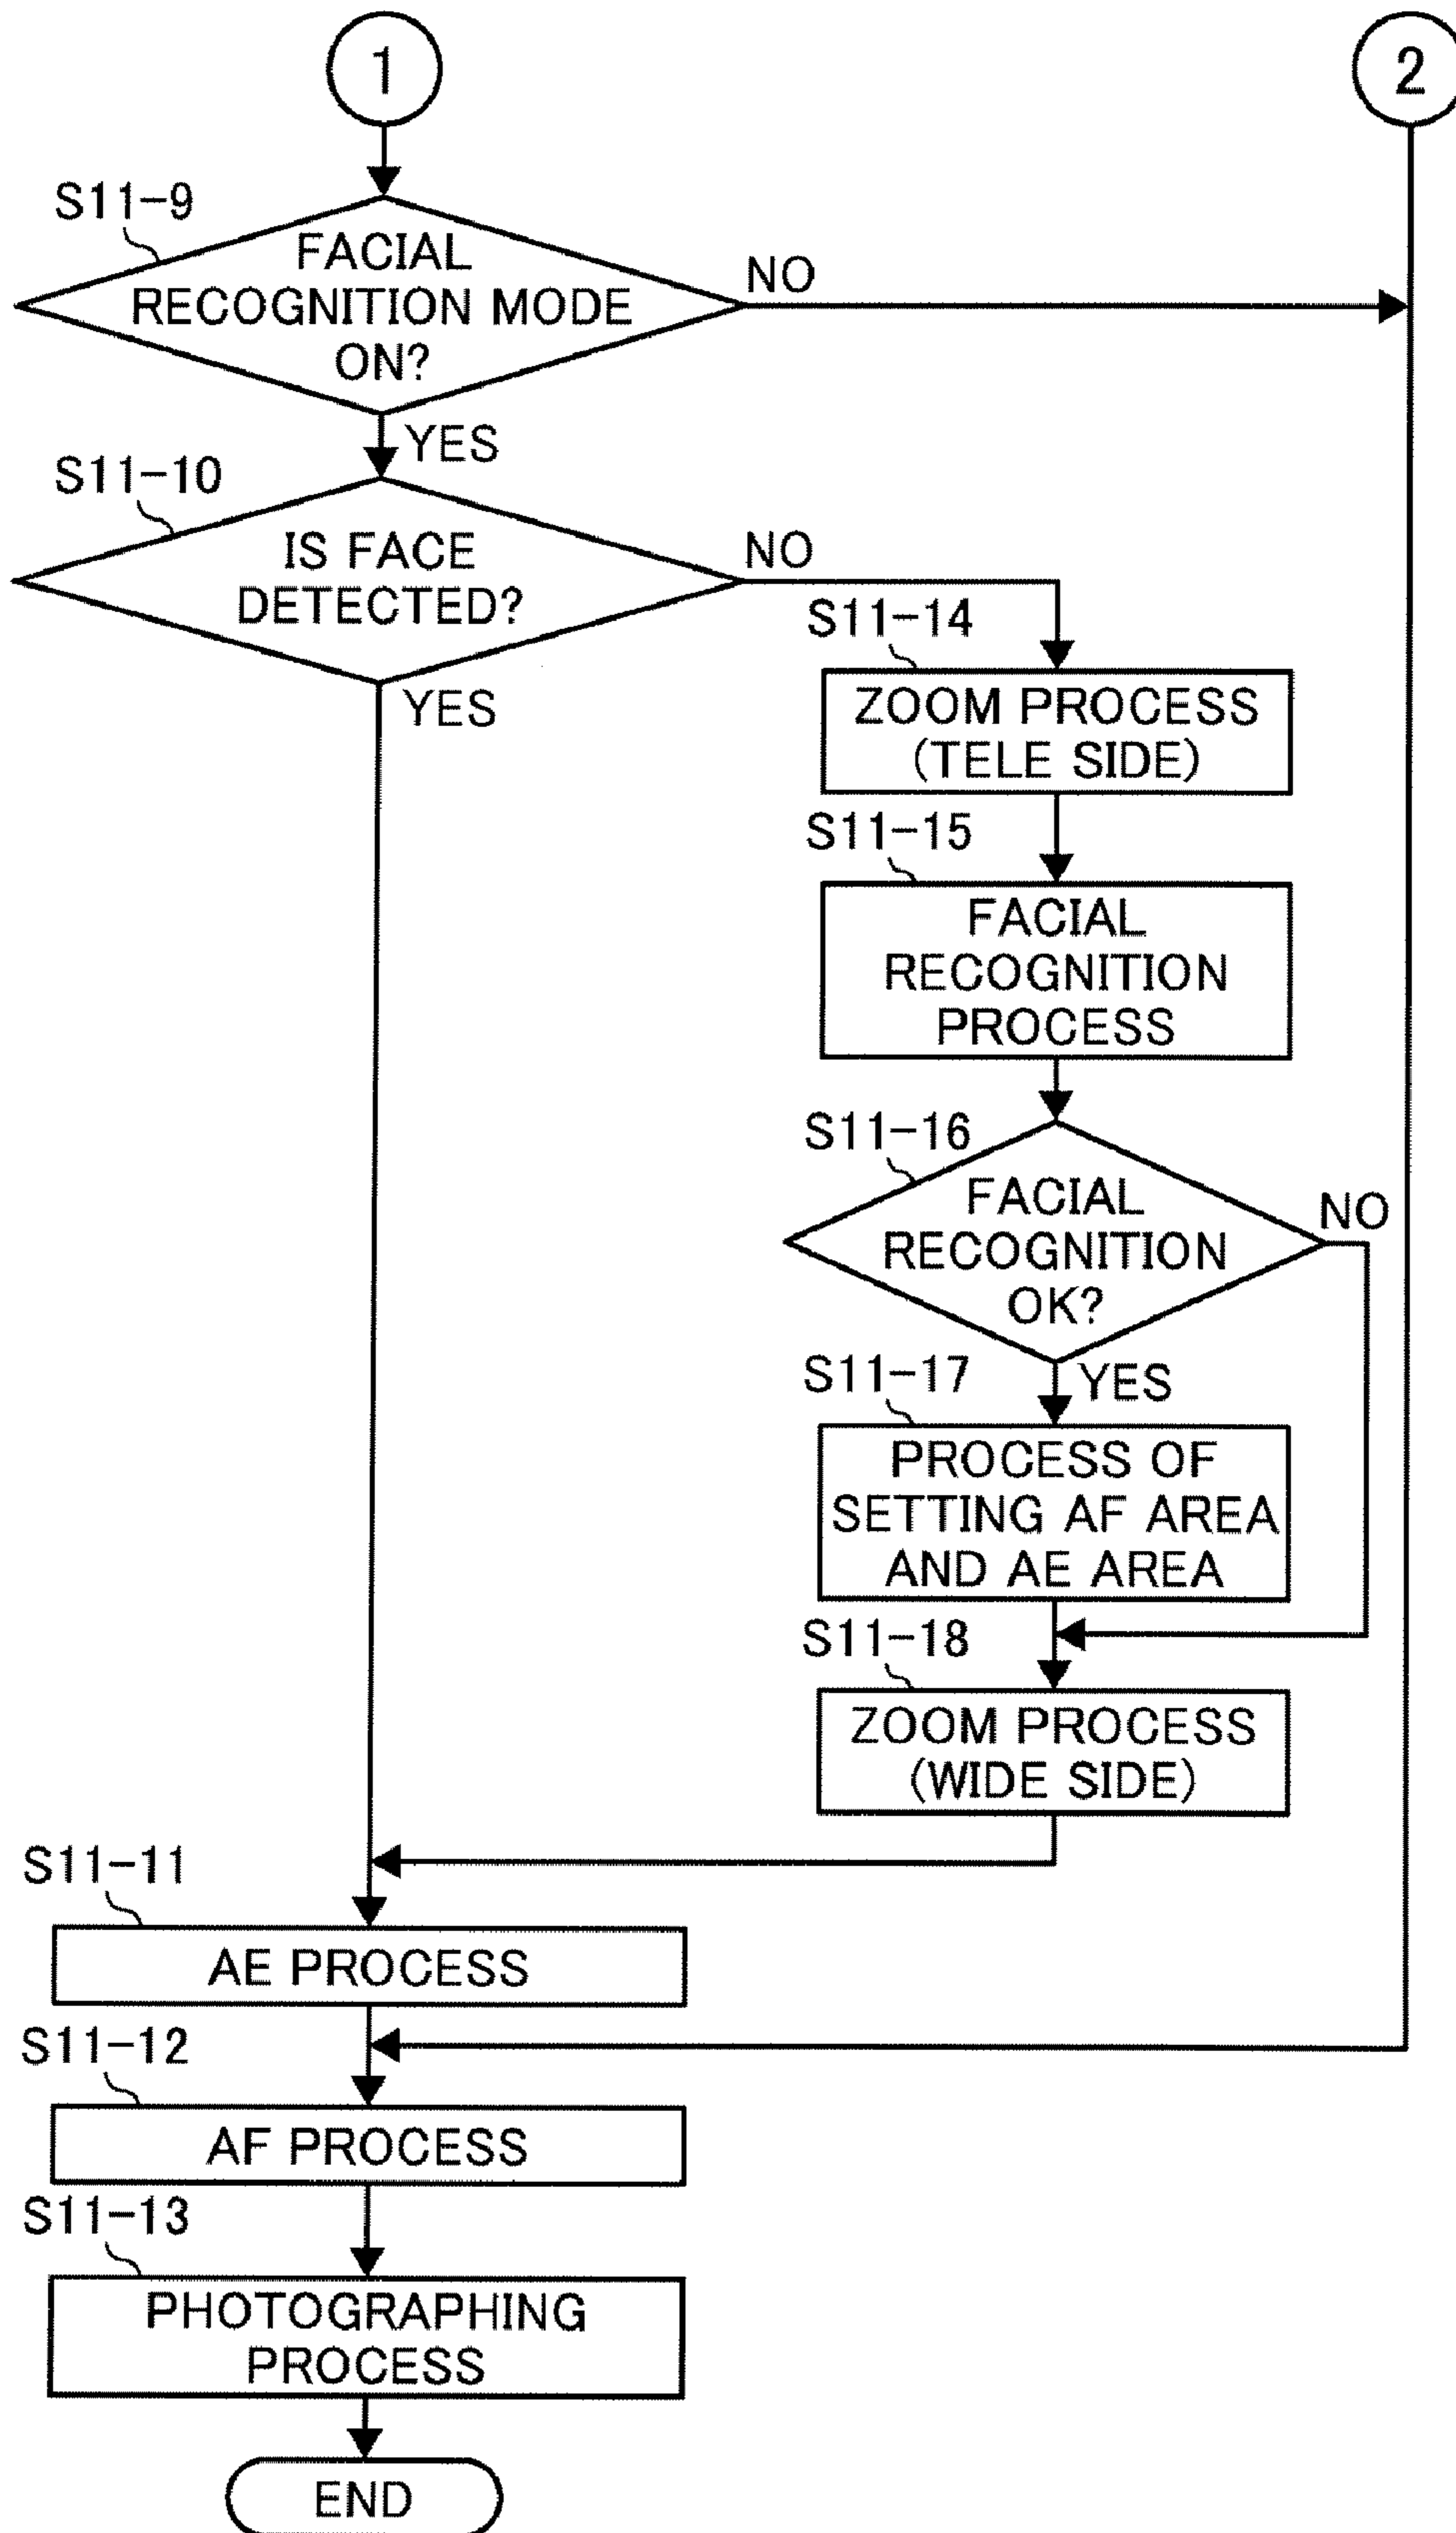 1
2
S11-9
FACIAL
RECOGNITION MODE
ON?
NO
YES
S11-10
IS FACE
DETECTED?
NO
YES
S11-14
ZOOM PROCESS
(TELE SIDE)
S11-15
FACIAL
RECOGNITION
PROCESS
S11-16
FACIAL
RECOGNITION
OK?
NO
YES
S11-17
PROCESS OF
SETTING AF AREA
AND AE AREA
S11-18
ZOOM PROCESS
(WIDE SIDE)
S11-11
AE PROCESS
S11-12
AF PROCESS
S11-13
PHOTOGRAPHING
PROCESS
END